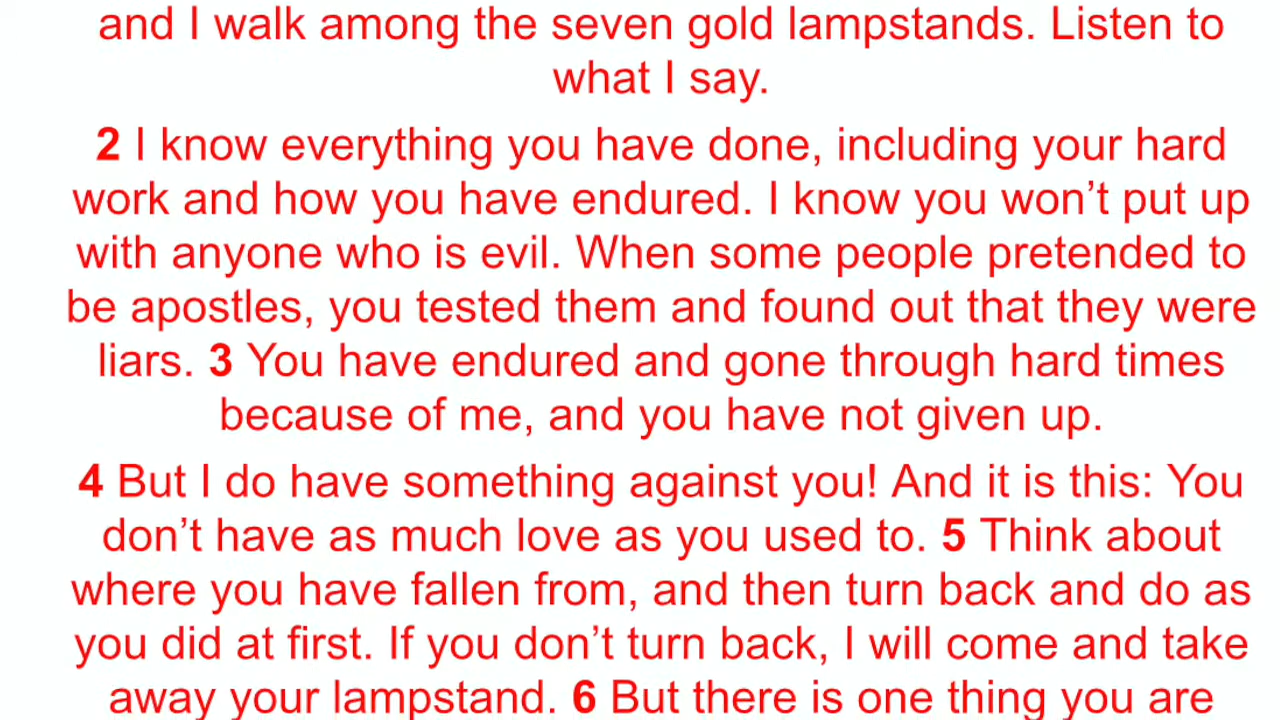 and I walk among the seven gold lampstands. Listen to
what I say.
2 I know everything you have done, including your hard
work and how you have endured. I know you won’t put up
with anyone who is evil. When some people pretended to
be apostles, you tested them and found out that they were
liars. 3 You have endured and gone through hard times
because of me, and you have not given up.
4 But I do have something against you! And it is this: You
don’t have as much love as you used to. 5 Think about
where you have fallen from, and then turn back and do as
you did at first. If you don’t turn back, I will come and take
away your lampstand. 6 But there is one thing you are